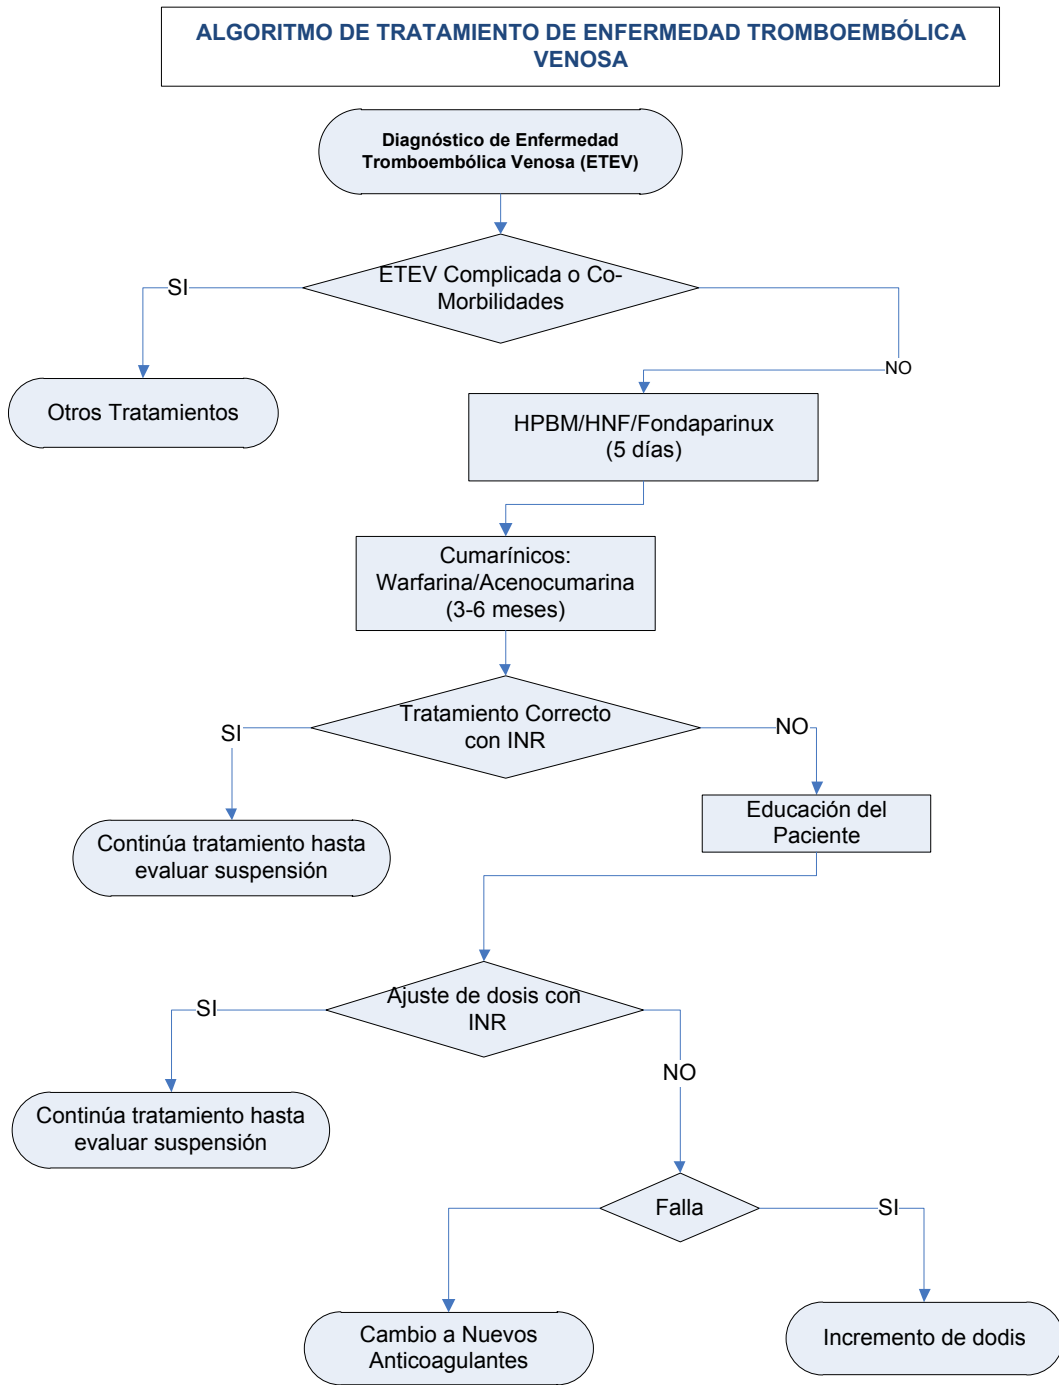 ALGORITMO DE TRATAMIENTO DE ENFERMEDAD TROMBOEMBÓLICA
VENOSA
Diagnóstico de Enfermedad
Tromboembólica Venosa (ETEV)
ETEV Complicada o Co-
Morbilidades
SI
NO
Otros Tratamientos
HPBM/HNF/Fondaparinux
(5 días)
Cumarínicos:
Warfarina/Acenocumarina
(3-6 meses)
Tratamiento Correcto
con INR
SI
NO
Continúa tratamiento hasta
evaluar suspensión
Educación del
Paciente
Ajuste de dosis con
INR
SI
NO
Continúa tratamiento hasta
evaluar suspensión
Falla
SI
Cambio a Nuevos
Anticoagulantes
Incremento de dodis